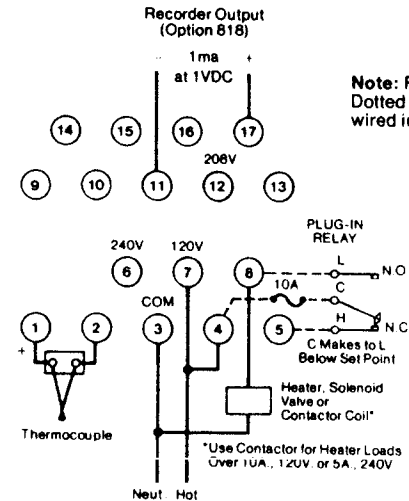 Recorder Output
(Option 818)
- 1ma +
at 1VDC
Note:
Dotted
wired
14 15 16 17
208V
9 10 11 12 13
PLUG-IN
RELAY
240V 120V
6 7 8
L N.O
10A C
COM
1 2 3 4 5
H N.C
+
C Makes to L
Below Set Point
Thermocouple
Heater, Solenoid
Valve or
Contactor Coil*
*Use Contactor for Heater Loads
Over 10A., 120V. or 5A., 240V
Neut Hot